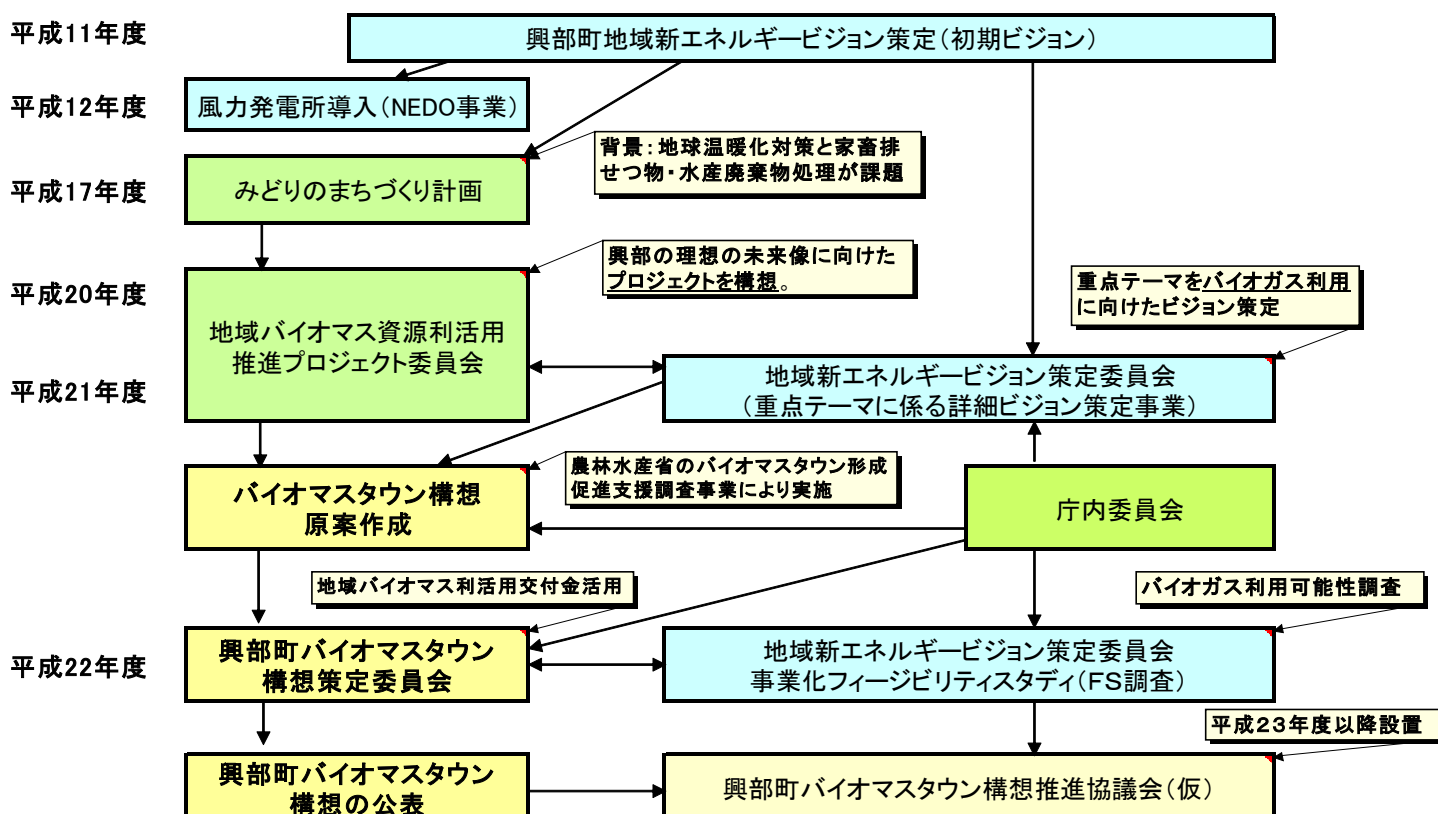 平成11年度
興部町地域新エネルギービジョン策定（初期ビジョン）
平成12年度
風力発電所導入（NEDO事業）
背景：地球温暖化対策と家畜排
せつ物・水産廃棄物処理が課題
平成17年度
みどりのまちづくり計画
興部の理想の未来像に向けた
プロジェクトを構想。
平成20年度
重点テーマをバイオガス利用
に向けたビジョン策定
地域バイオマス資源利活用
推進プロジェクト委員会
平成21年度
地域新エネルギービジョン策定委員会
（重点テーマに係る詳細ビジョン策定事業）
農林水産省のバイオマスタウン形成
促進支援調査事業により実施
バイオマスタウン構想
原案作成
庁内委員会
地域バイオマス利活用交付金活用
バイオガス利用可能性調査
平成22年度
興部町バイオマスタウン
構想策定委員会
地域新エネルギービジョン策定委員会
事業化フィージビリティスタディ（FS調査）
平成２３年度以降設置
興部町バイオマスタウン
構想の公表
興部町バイオマスタウン構想推進協議会（仮）